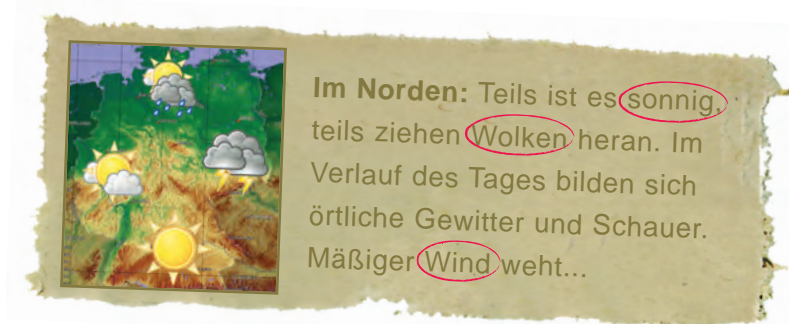 Im Norden: Teils ist es sonnig,
teils ziehen Wolken heran. Im
Verlauf des Tages bilden sich
örtliche Gewitter und Schauer.
Mäßiger Wind weht...